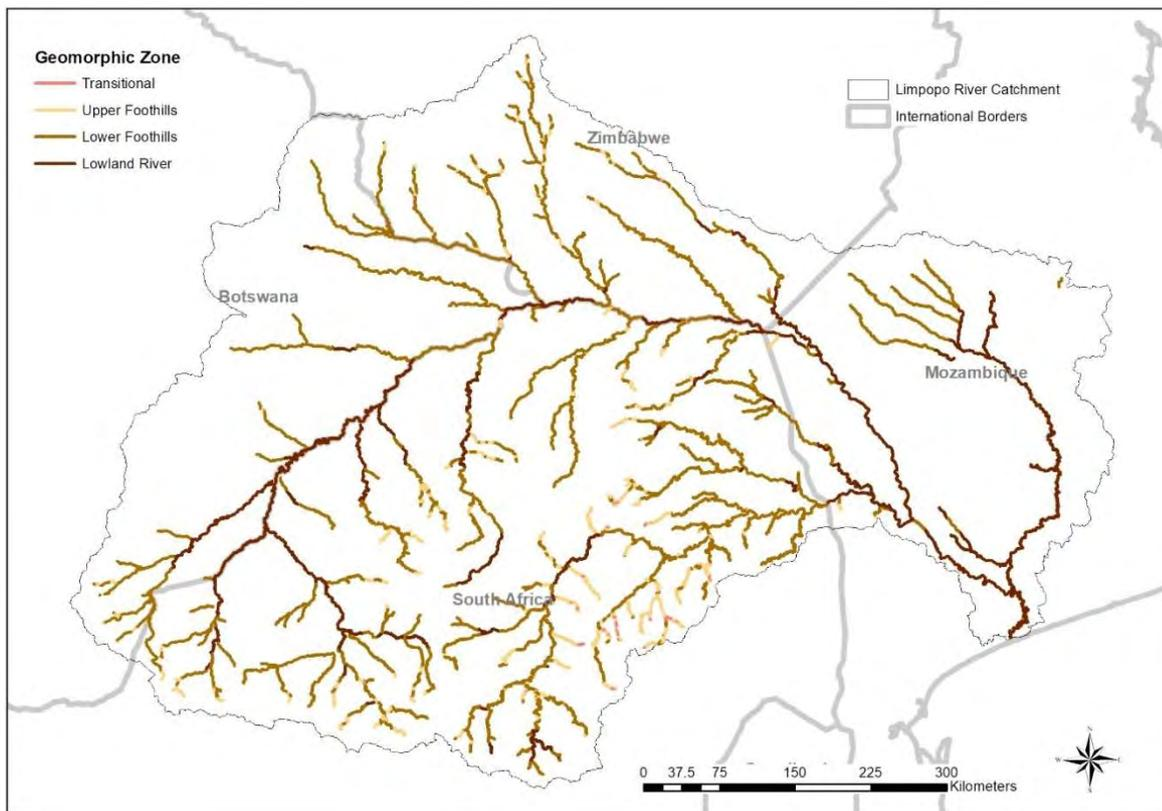 Geomorphic Zone
Transitional
Upper Foothills
Lower Foothills
Lowland River
Limpopo River Catchment
International Borders
Zimbabwe
Botswana
Mozambique
South Africa
N
W
E
S
0 37.5 75 150 225 300
Kilometers